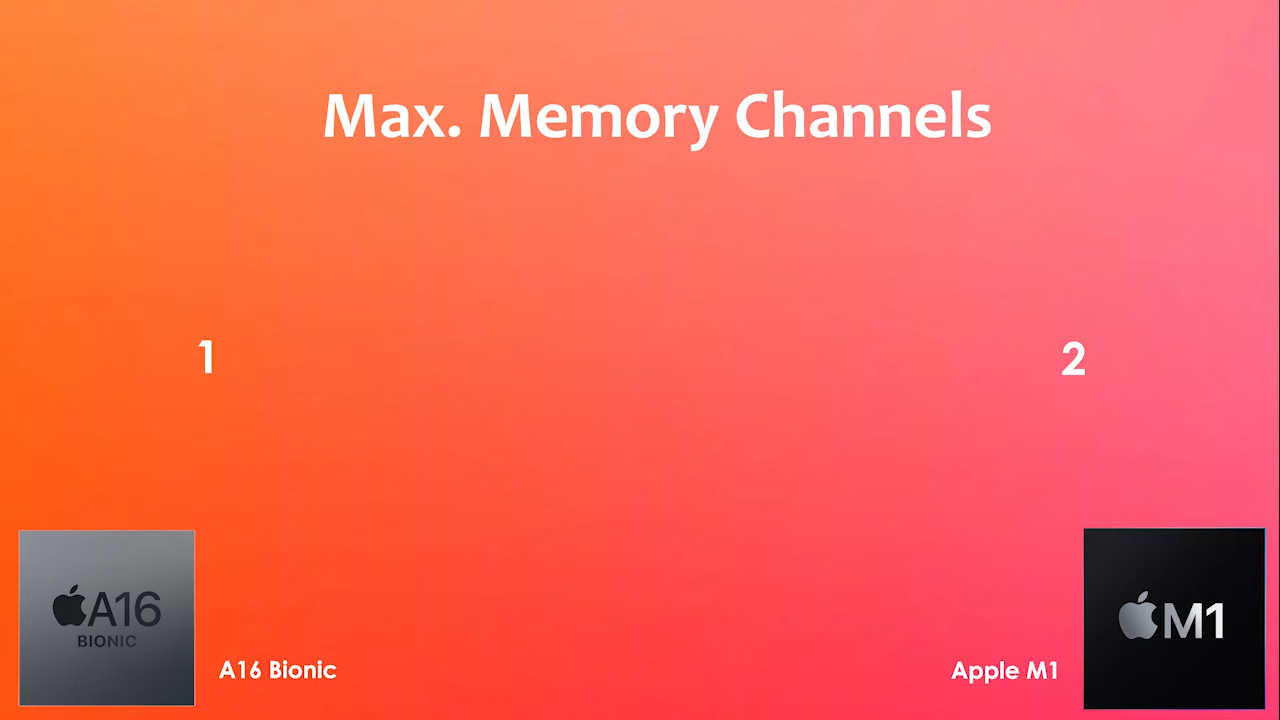 Max. Memory Channels
1
2
A16
BIONIC
A16 Bionic
Apple M1
M1